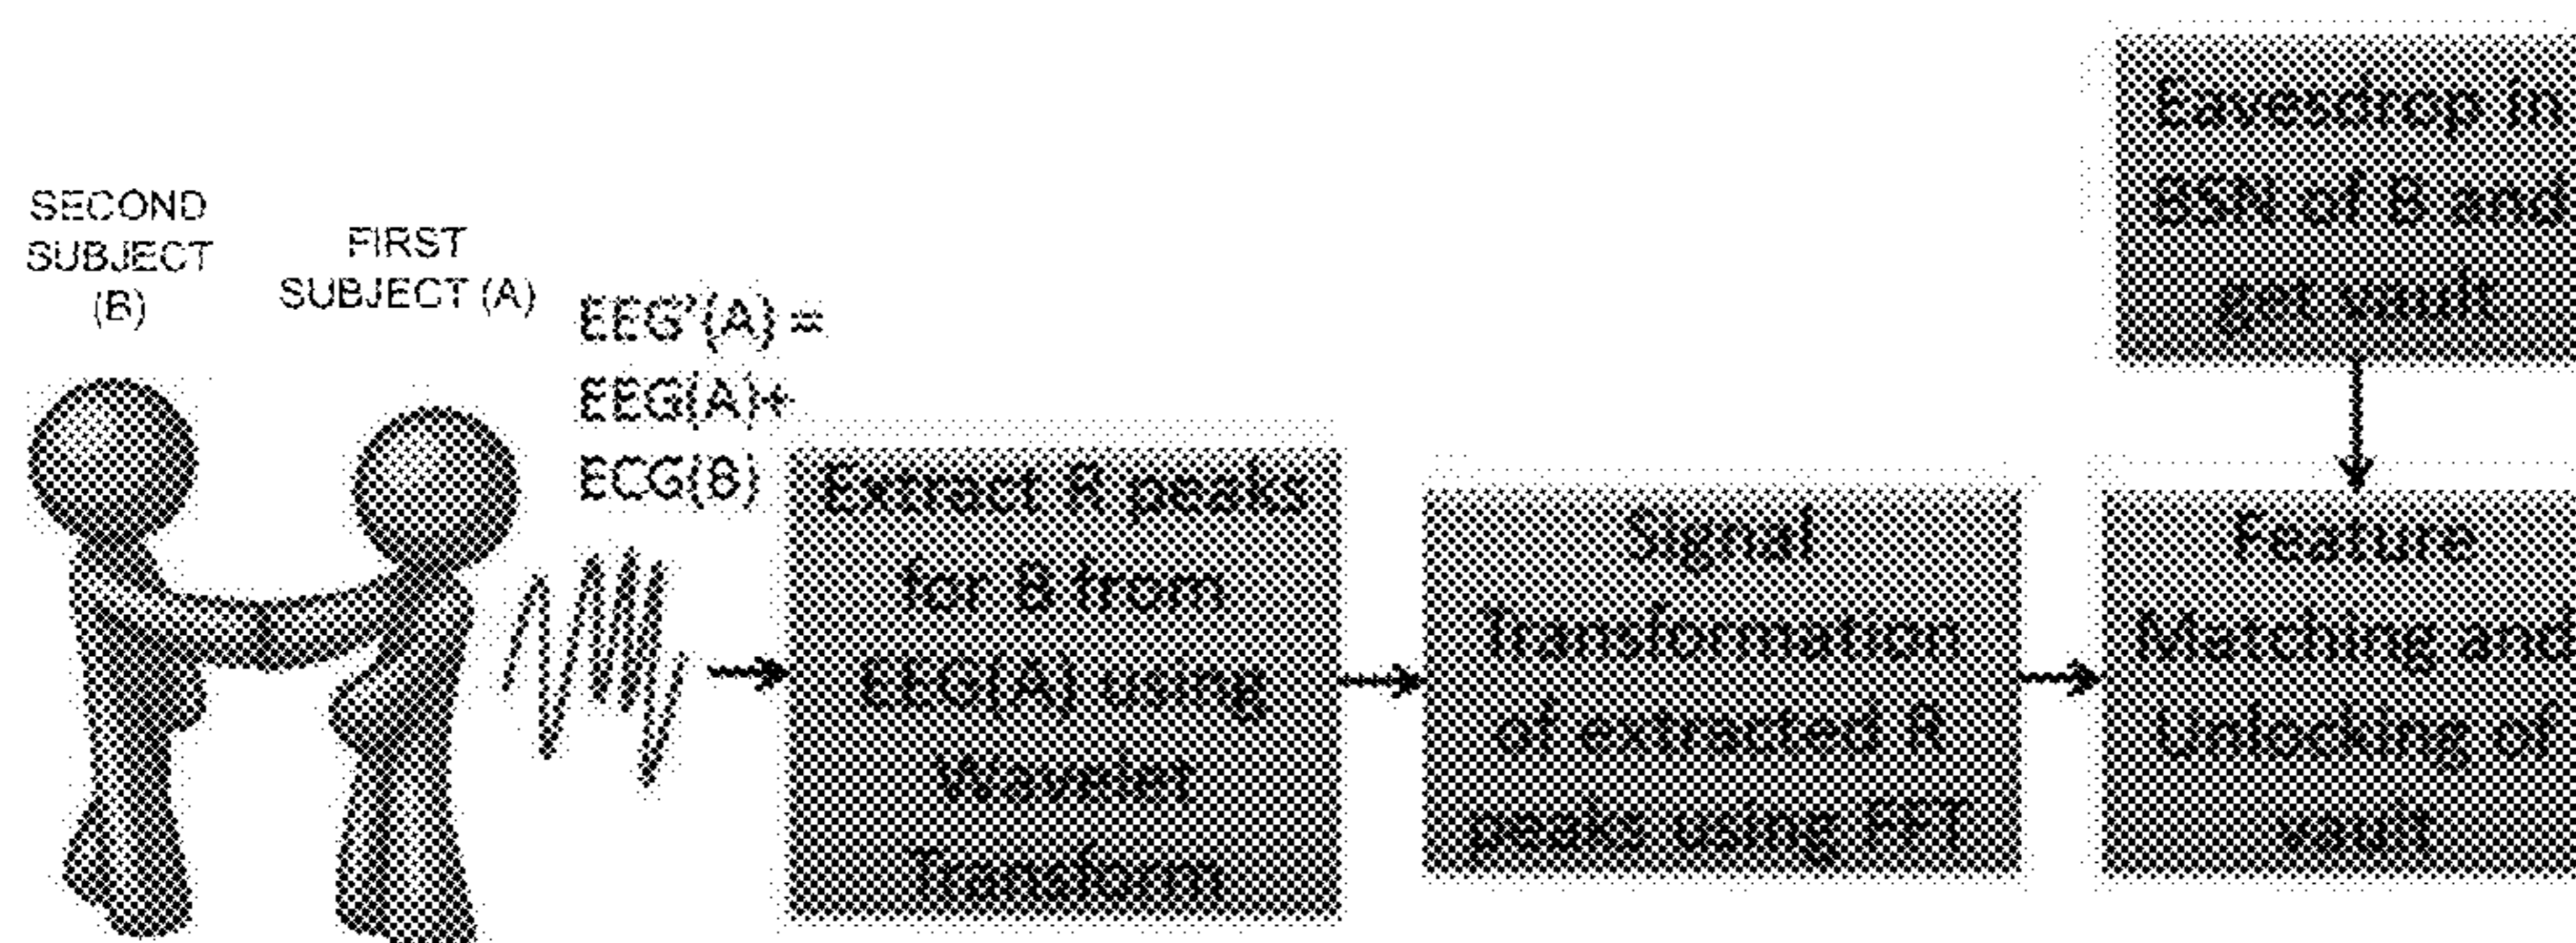 SECOND
SUBJECT
(B)
FIRST
SUBJECT (A)
EEG'(A) =
EEG(A)+
ECG(B)
Extract R peaks
for B from
EEG(A) using
Wavelet
Transform
Signal
Transformation
of extracted R
peaks using FFT
Eavesdrop in
BSN of B and
get vault
Feature
Matching and
Unlocking of
vault